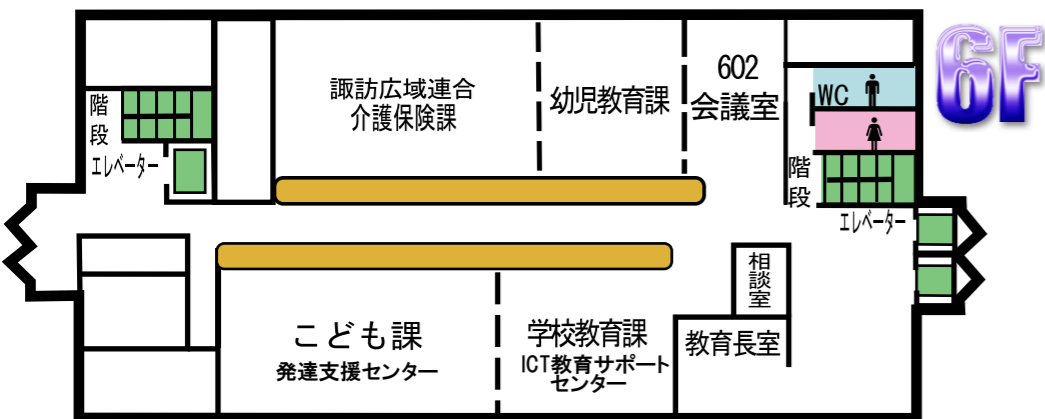 6F
階段
エレベーター
諏訪広域連合
介護保険課
幼児教育課
602
会議室
WC
階段
エレベーター
こども課
発達支援センター
学校教育課
ICT教育サポート
センター
相談室
教育長室